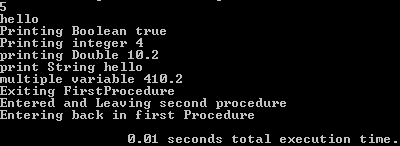 5
hello
Printing Boolean true
Printing integer 4
printing Double 10.2
print String hello
multiple variable 410.2
Exiting FirstProcedure
Entered and Leaving second procedure
Entering back in first Procedure
0.01 seconds total execution time.